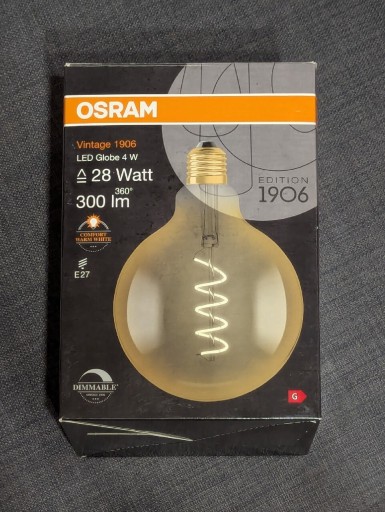 OSRAM
Vintage 1906
LED Globe 4 W
≙ 28 Watt
360°
300 lm
EDITION
1906
COMFORT
WARM WHITE
E27
DIMMABLE
G